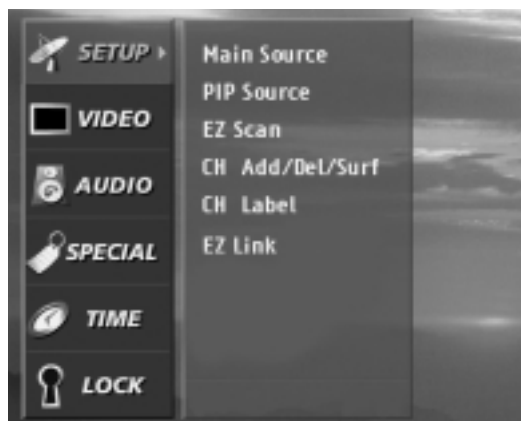 SETUP
VIDEO
AUDIO
SPECIAL
TIME
LOCK
Main Source
PIP Source
EZ Scan
CH Add/Del/Surf
CH Label
EZ Link